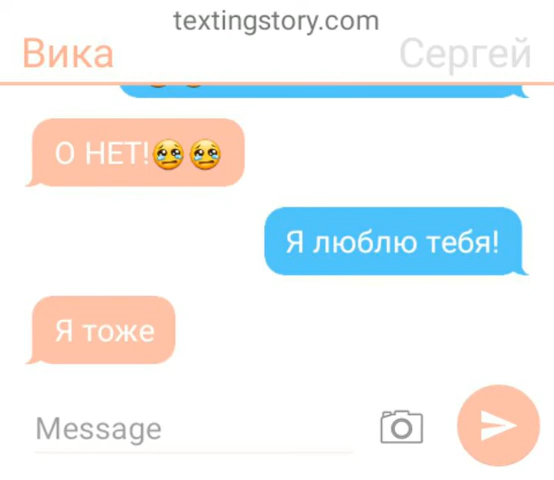 textingstory.com
Вика Сергей
О НЕТ!😢😢
Я люблю тебя!
Я тоже
Message